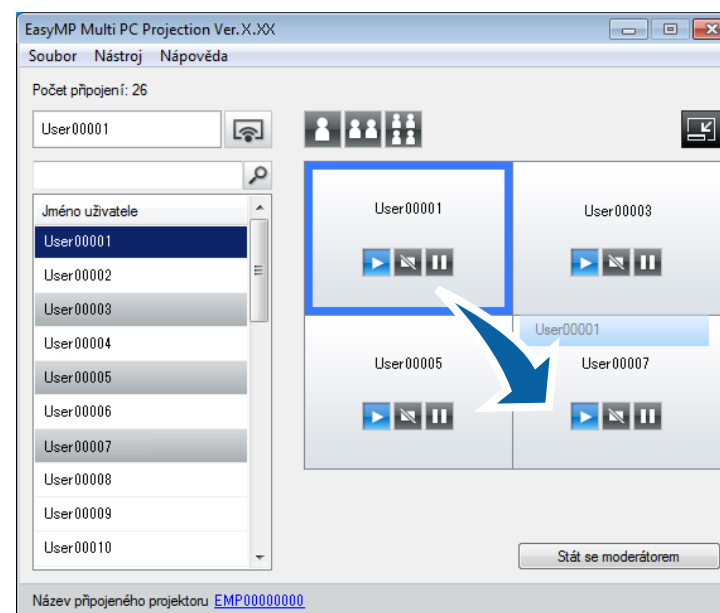 EasyMP Multi PC Projection Ver.X.XX
Soubor Nástroj Nápověda
Počet připojení: 26
User00001
Jméno uživatele
User00001
User00002
User00003
User00004
User00005
User00006
User00007
User00008
User00009
User00010
User00001
User00003
User00001
User00005
User00007
Stát se moderátorem
Název připojeného projektoru EMP00000000